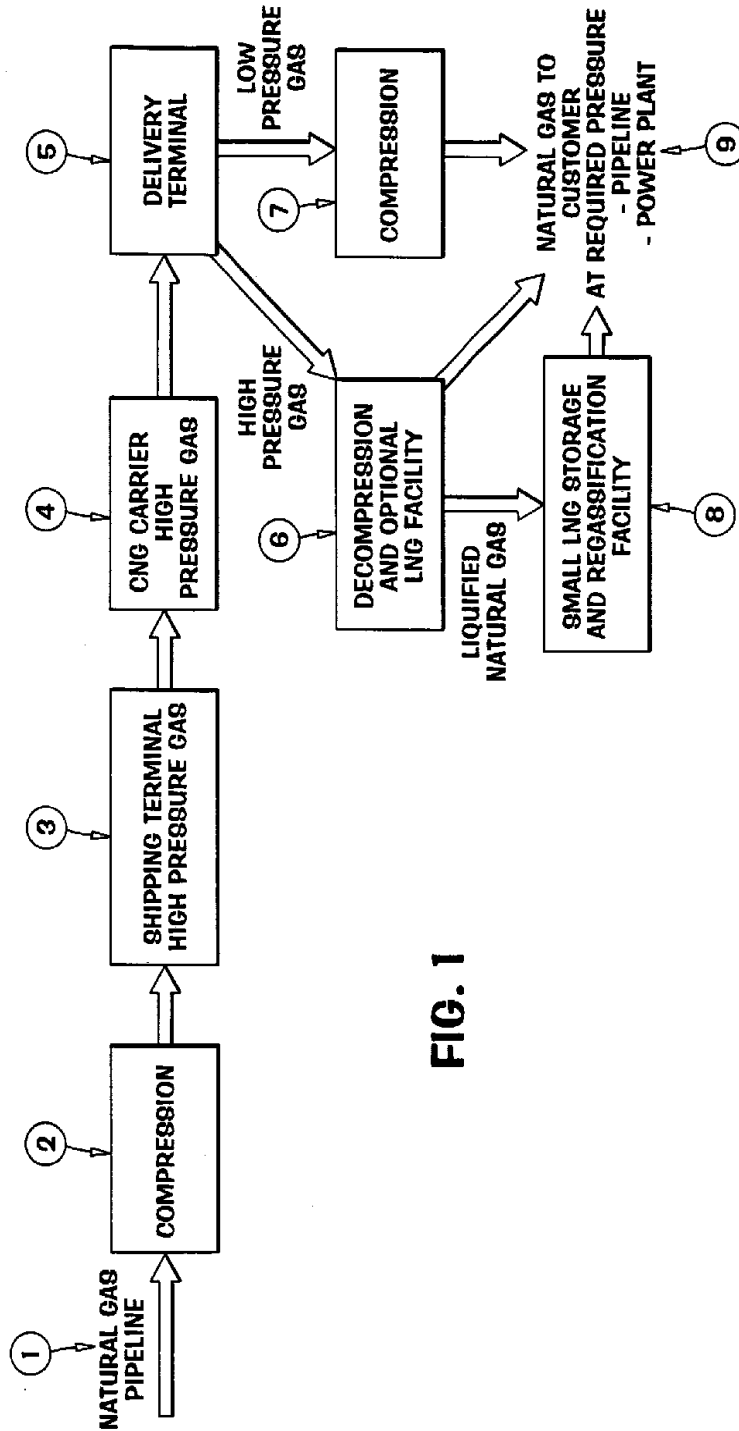 1
NATURAL GAS
PIPELINE
2
COMPRESSION
3
SHIPPING TERMINAL
HIGH PRESSURE GAS
4
CNG CARRIER
HIGH
PRESSURE GAS
5
DELIVERY
TERMINAL
HIGH
PRESSURE
GAS
LOW
PRESSURE
GAS
6
DECOMPRESSION
AND OPTIONAL
LNG FACILITY
7
COMPRESSION
LIQUIFIED
NATURAL GAS
8
SMALL LNG STORAGE
AND REGASSIFICATION
FACILITY
NATURAL GAS TO
CUSTOMER
AT REQUIRED PRESSURE
- PIPELINE
- POWER PLANT
9
FIG. 1